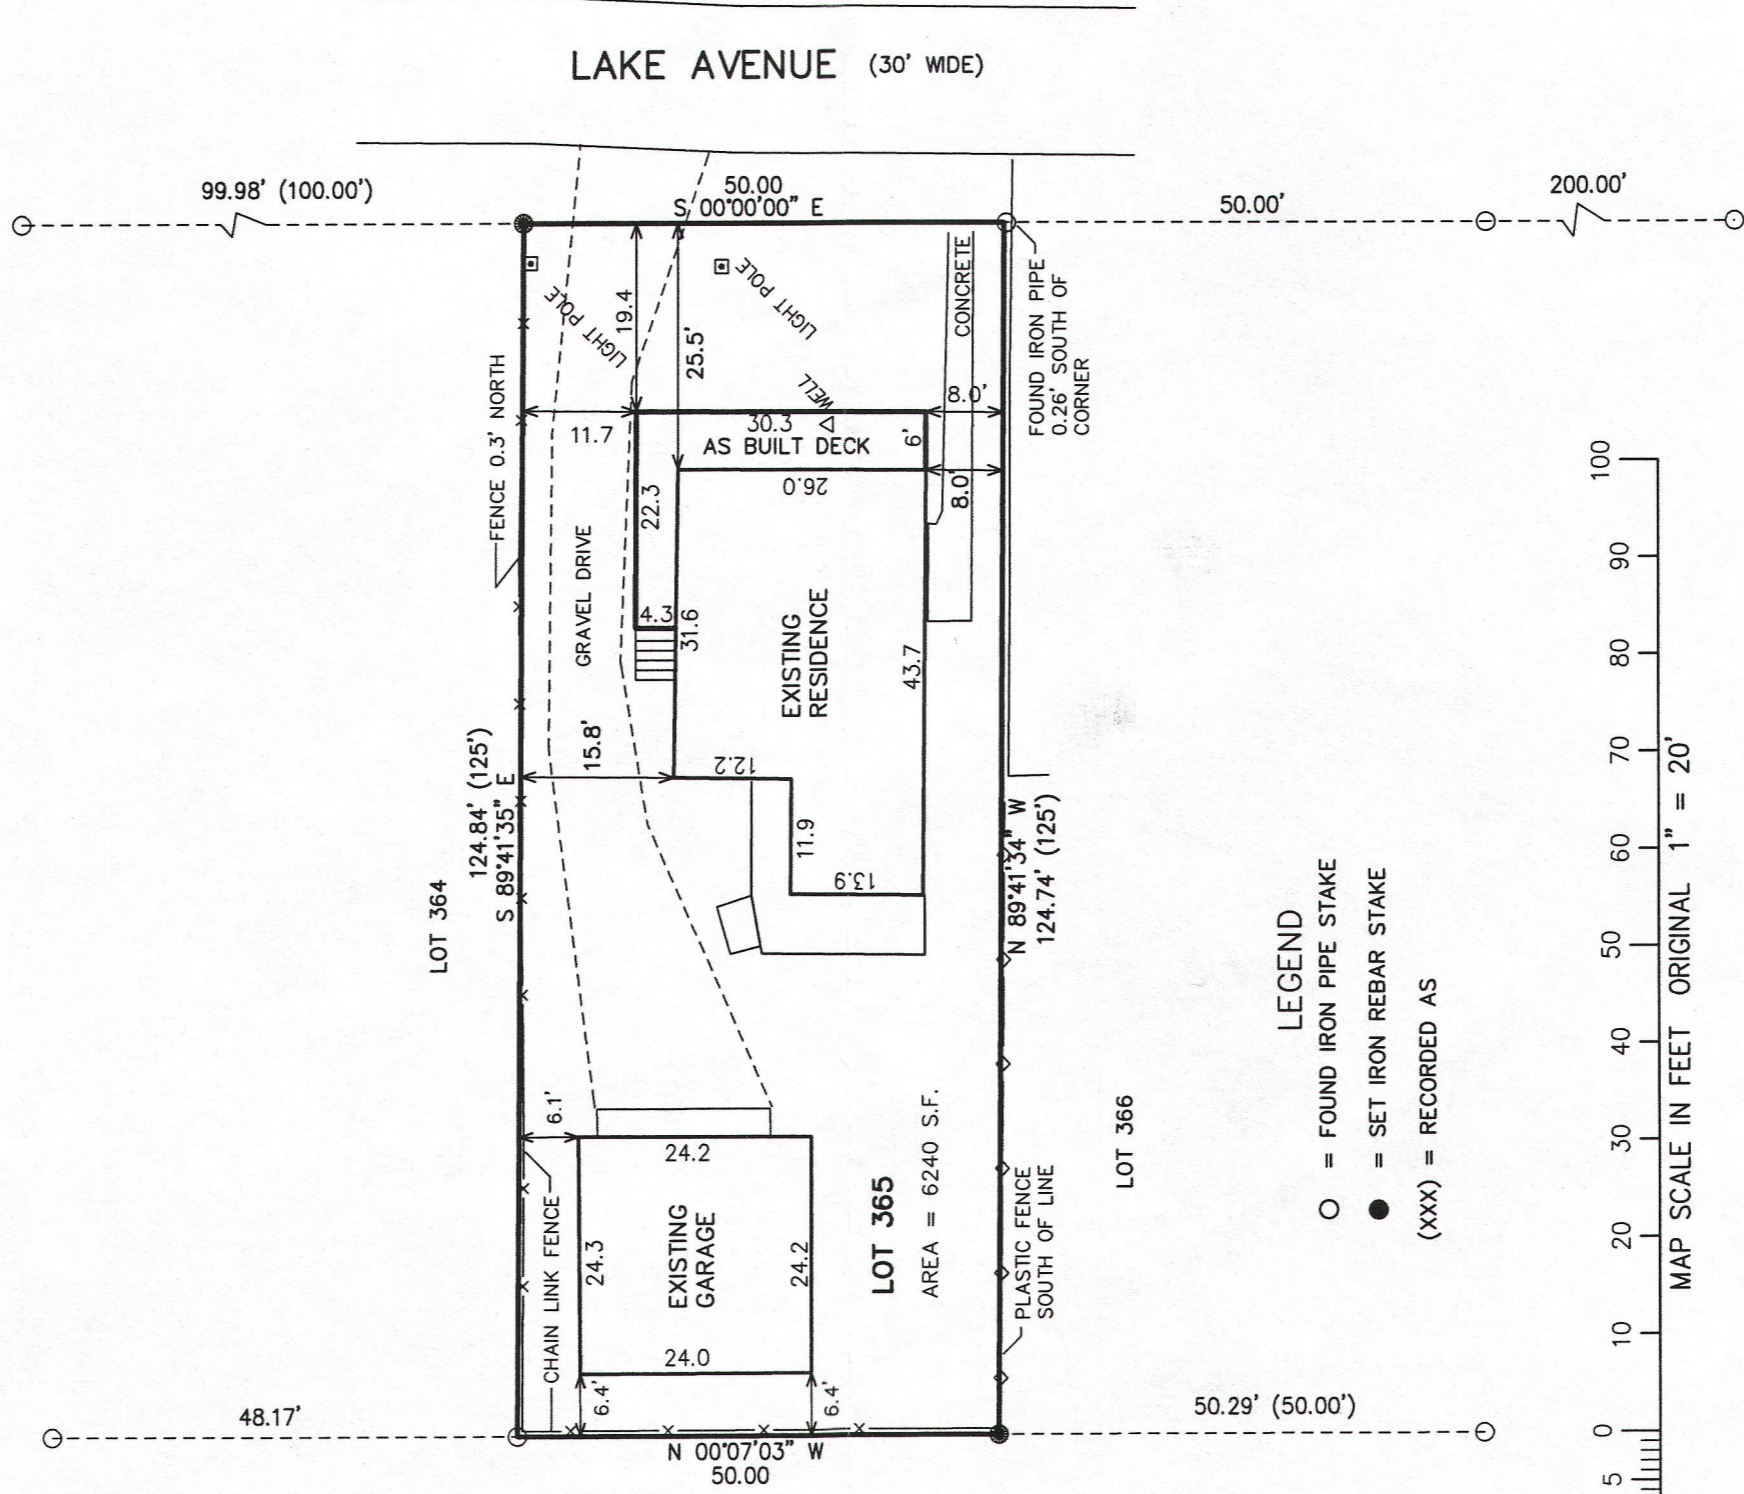 LAKE AVENUE (30' WIDE)
99.98' (100.00')
50.00
S 00°00'00" E
50.00'
200.00'
LIGHT POLE
LIGHT POLE
19.4
25.5'
CONCRETE
FOUND IRON PIPE
0.26' SOUTH OF
CORNER
FENCE 0.3' NORTH
WELL
8.0'
11.7
30.3
6'
AS BUILT DECK
26.0
8.0'
22.3
GRAVEL DRIVE
4.3
31.6
EXISTING
RESIDENCE
43.7
15.8'
12.2
11.9
13.9
124.84' (125')
S 89°41'35" E
LOT 364
N 89°41'34" W
124.74' (125')
6.1'
24.2
CHAIN LINK FENCE
24.3
EXISTING
GARAGE
24.2
24.0
6.4'
6.4'
LOT 365
AREA = 6240 S.F.
PLASTIC FENCE
SOUTH OF LINE
LOT 366
LEGEND
= FOUND IRON PIPE STAKE
= SET IRON REBAR STAKE
(XXX) = RECORDED AS
100
90
80
70
60
50
40
30
20
10
0
5
MAP SCALE IN FEET ORIGINAL 1" = 20'
48.17'
N 00°07'03" W
50.00
50.29' (50.00')